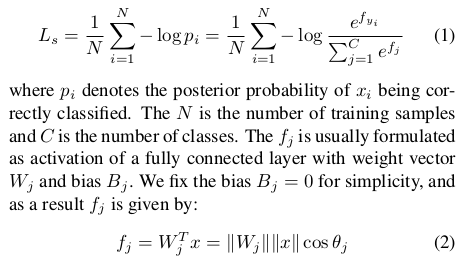 L_s = \frac{1}{N} \sum_{i=1}^{N} -\log p_i = \frac{1}{N} \sum_{i=1}^{N} -\log \frac{e^{f_{y_i}}}{\sum_{j=1}^{C} e^{f_j}} (1)
where p_i denotes the posterior probability of x_i being cor-
rectly classified. The N is the number of training samples
and C is the number of classes. The f_j is usually formulated
as activation of a fully connected layer with weight vector
W_j and bias B_j. We fix the bias B_j = 0 for simplicity, and
as a result f_j is given by:
f_j = W_j^T x = \|W_j\| \|x\| \cos \theta_j (2)